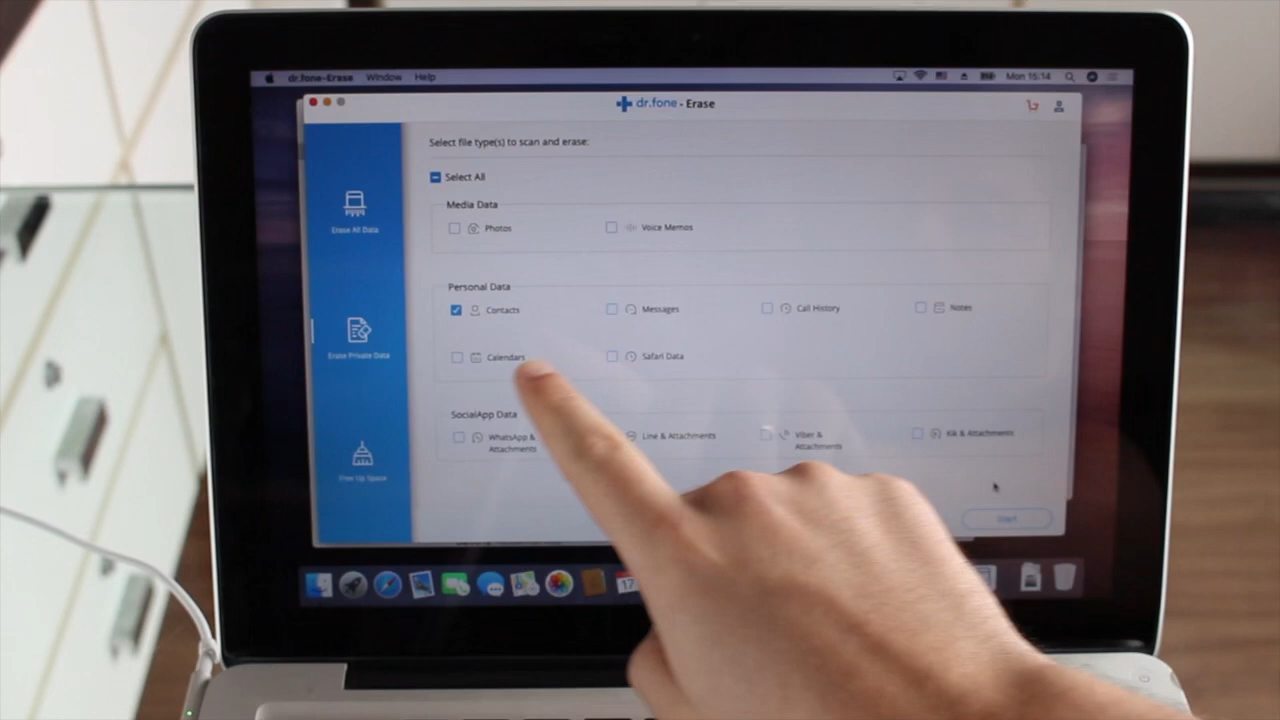 dr.fone-Erase Window Help Mon 15:14
dr.fone - Erase
Select file type(s) to scan and erase:
Select All
Media Data
Photos Voice Memos
Erase All Data
Personal Data
Contacts Messages Call History Notes
Erase Private Data
Calendars Safari Data
SocialApp Data
WhatsApp & Attachments Line & Attachments Viber & Attachments Kik & Attachments
Free Up Space
Start
17